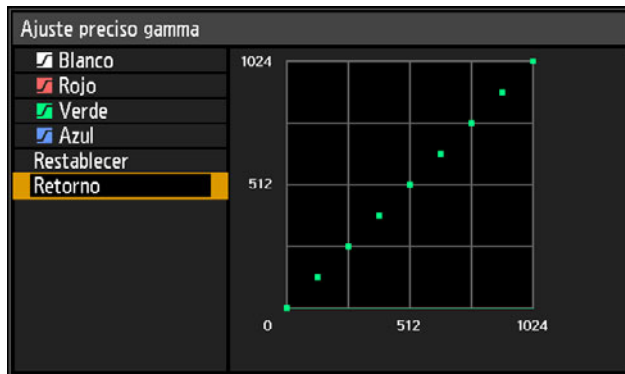 Ajuste preciso gamma
Blanco
Rojo
Verde
Azul
Restablecer
Retorno
1024
512
0
512
1024